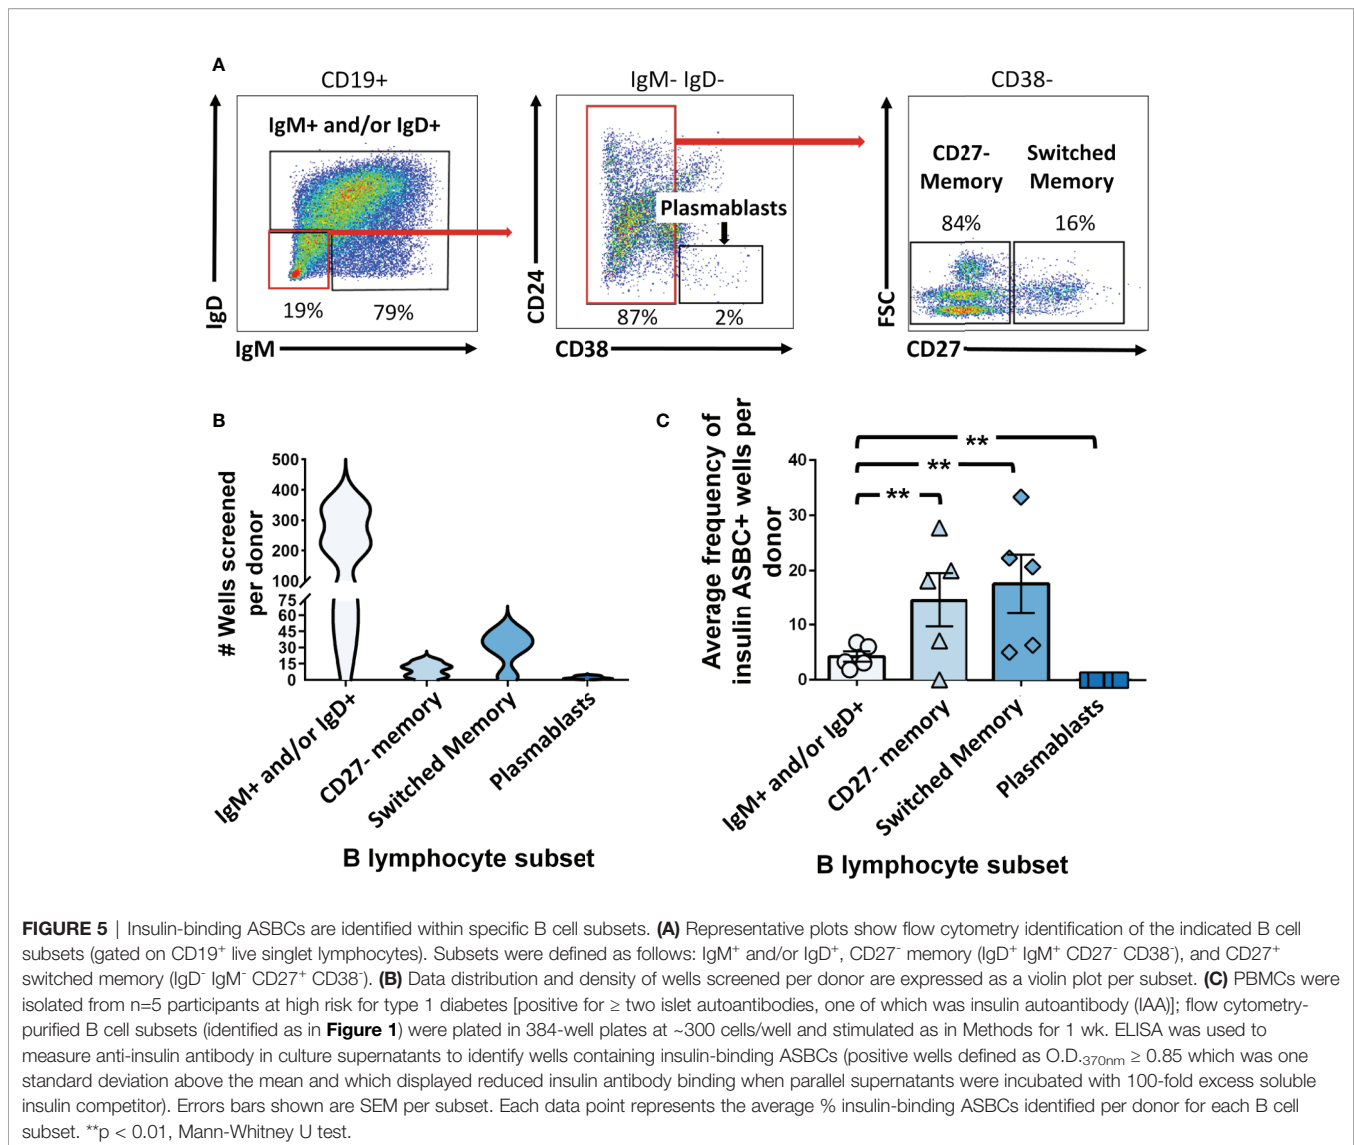 A
CD19+
IgM- IgD-
CD38-
IgD
IgM+ and/or IgD+
19%
79%
IgM
CD24
Plasmablasts
87%
2%
CD38
FSC
CD27-
Memory
Switched
Memory
84%
16%
CD27
B
# Wells screened
per donor
500
400
300
200
100
75
60
45
30
15
0
IgM+ and/or IgD+
CD27- memory
Switched Memory
Plasmablasts
B lymphocyte subset
C
Average frequency of
insulin ASBC+ wells per
donor
40
30
20
10
0
**
**
**
IgM+ and/or IgD+
CD27- memory
Switched Memory
Plasmablasts
B lymphocyte subset
FIGURE 5 | Insulin-binding ASBCs are identified within specific B cell subsets. (A) Representative plots show flow cytometry identification of the indicated B cell
subsets (gated on CD19⁺ live singlet lymphocytes). Subsets were defined as follows: IgM⁺ and/or IgD⁺, CD27⁻ memory (IgD⁺ IgM⁺ CD27⁻ CD38⁻), and CD27⁺
switched memory (IgD⁻ IgM⁻ CD27⁺ CD38⁻). (B) Data distribution and density of wells screened per donor are expressed as a violin plot per subset. (C) PBMCs were
isolated from n=5 participants at high risk for type 1 diabetes [positive for ≥ two islet autoantibodies, one of which was insulin autoantibody (IAA)]; flow cytometry-
purified B cell subsets (identified as in Figure 1) were plated in 384-well plates at ~300 cells/well and stimulated as in Methods for 1 wk. ELISA was used to
measure anti-insulin antibody in culture supernatants to identify wells containing insulin-binding ASBCs (positive wells defined as O.D.370nm ≥ 0.85 which was one
standard deviation above the mean and which displayed reduced insulin antibody binding when parallel supernatants were incubated with 100-fold excess soluble
insulin competitor). Errors bars shown are SEM per subset. Each data point represents the average % insulin-binding ASBCs identified per donor for each B cell
subset. **p < 0.01, Mann-Whitney U test.